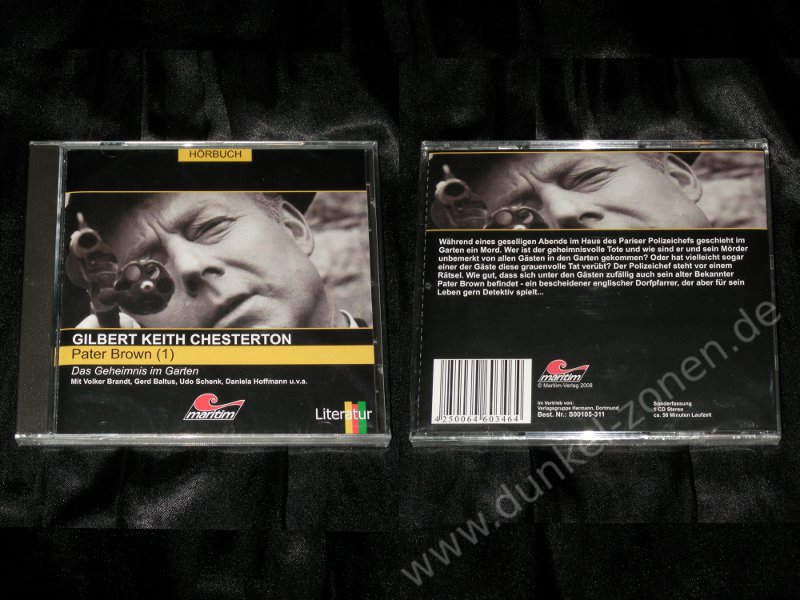 HÖRBUCH
GILBERT KEITH CHESTERTON
Pater Brown (1)
Das Geheimnis im Garten
Mit Volker Brandt, Gerd Baltus, Udo Schenk, Daniela Hoffmann u.v.a.
maritim
Literatur
Während eines geselligen Abends im Haus des Pariser Polizeichefs geschieht im
Garten ein Mord. Wer ist der geheimnisvolle Tote und wie sind er und sein Mörder
unbemerkt von allen Gästen in den Garten gekommen? Oder hat vielleicht sogar
einer der Gäste diese grauenvolle Tat verübt? Der Polizeichef steht vor einem
Rätsel. Wie gut, dass sich unter den Gästen zufällig auch sein alter Bekannter
Pater Brown befindet - ein bescheidener englischer Dorfpfarrer, der aber für sein
Leben gern Detektiv spielt...
maritim
© Maritim-Verlag 2008
4250064603464
Im Vertrieb von:
Verlagsgruppe Hermann, Dortmund
Best. Nr.: S00105-311
Sonderfassung
1 CD Stereo
ca. 56 Minuten Laufzeit
www.dunkel-zonen.de